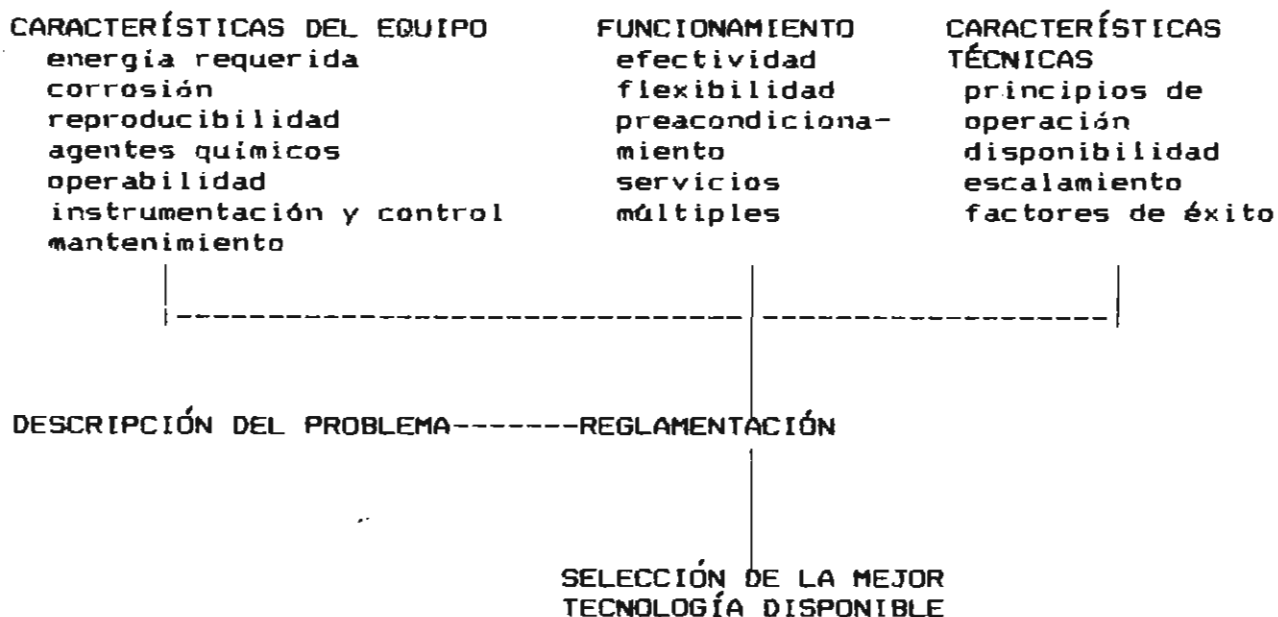 CARACTERÍSTICAS DEL EQUIPO
energía requerida
corrosión
reproducibilidad
agentes químicos
operabilidad
instrumentación y control
mantenimiento
FUNCIONAMIENTO
efectividad
flexibilidad
preacondiciona-
miento
servicios
múltiples
CARACTERÍSTICAS
TÉCNICAS
principios de
operación
disponibilidad
escalamiento
factores de éxito
DESCRIPCIÓN DEL PROBLEMA-------REGLAMENTACIÓN
SELECCIÓN DE LA MEJOR
TECNOLOGÍA DISPONIBLE